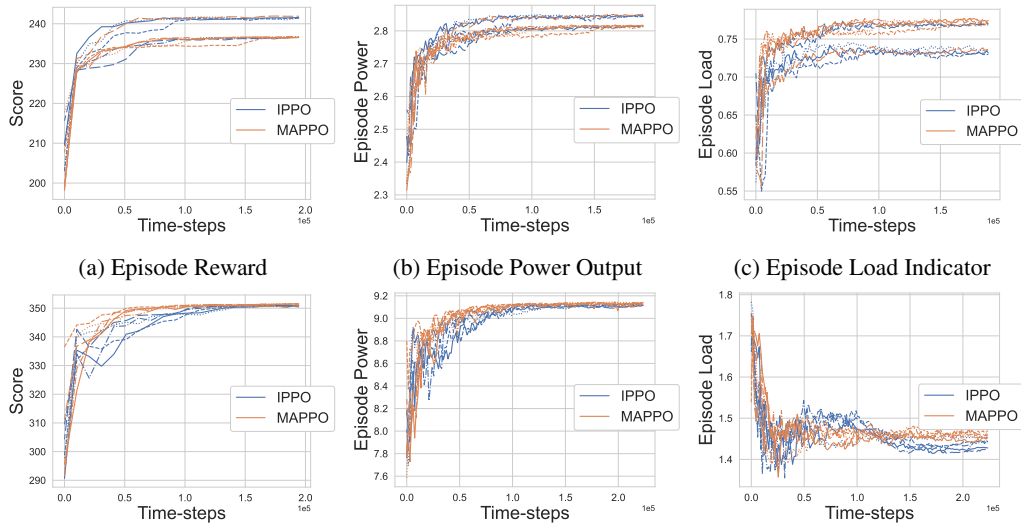 Score
240
230
220
210
200
0.0 0.5 1.0 1.5 2.0
1e5
Time-steps
IPPO
MAPPO
(a) Episode Reward
Episode Power
2.8
2.7
2.6
2.5
2.4
2.3
0.0 0.5 1.0 1.5
1e5
Time-steps
IPPO
MAPPO
(b) Episode Power Output
Episode Load
0.75
0.70
0.65
0.60
0.55
0.0 0.5 1.0 1.5
1e5
Time-steps
IPPO
MAPPO
(c) Episode Load Indicator
Score
350
340
330
320
310
300
290
0.0 0.5 1.0 1.5 2.0
1e5
Time-steps
IPPO
MAPPO
Episode Power
9.2
9.0
8.8
8.6
8.4
8.2
8.0
7.8
7.6
0.0 0.5 1.0 1.5 2.0
1e5
Time-steps
IPPO
MAPPO
Episode Load
1.8
1.7
1.6
1.5
1.4
0.0 0.5 1.0 1.5 2.0
1e5
Time-steps
IPPO
MAPPO